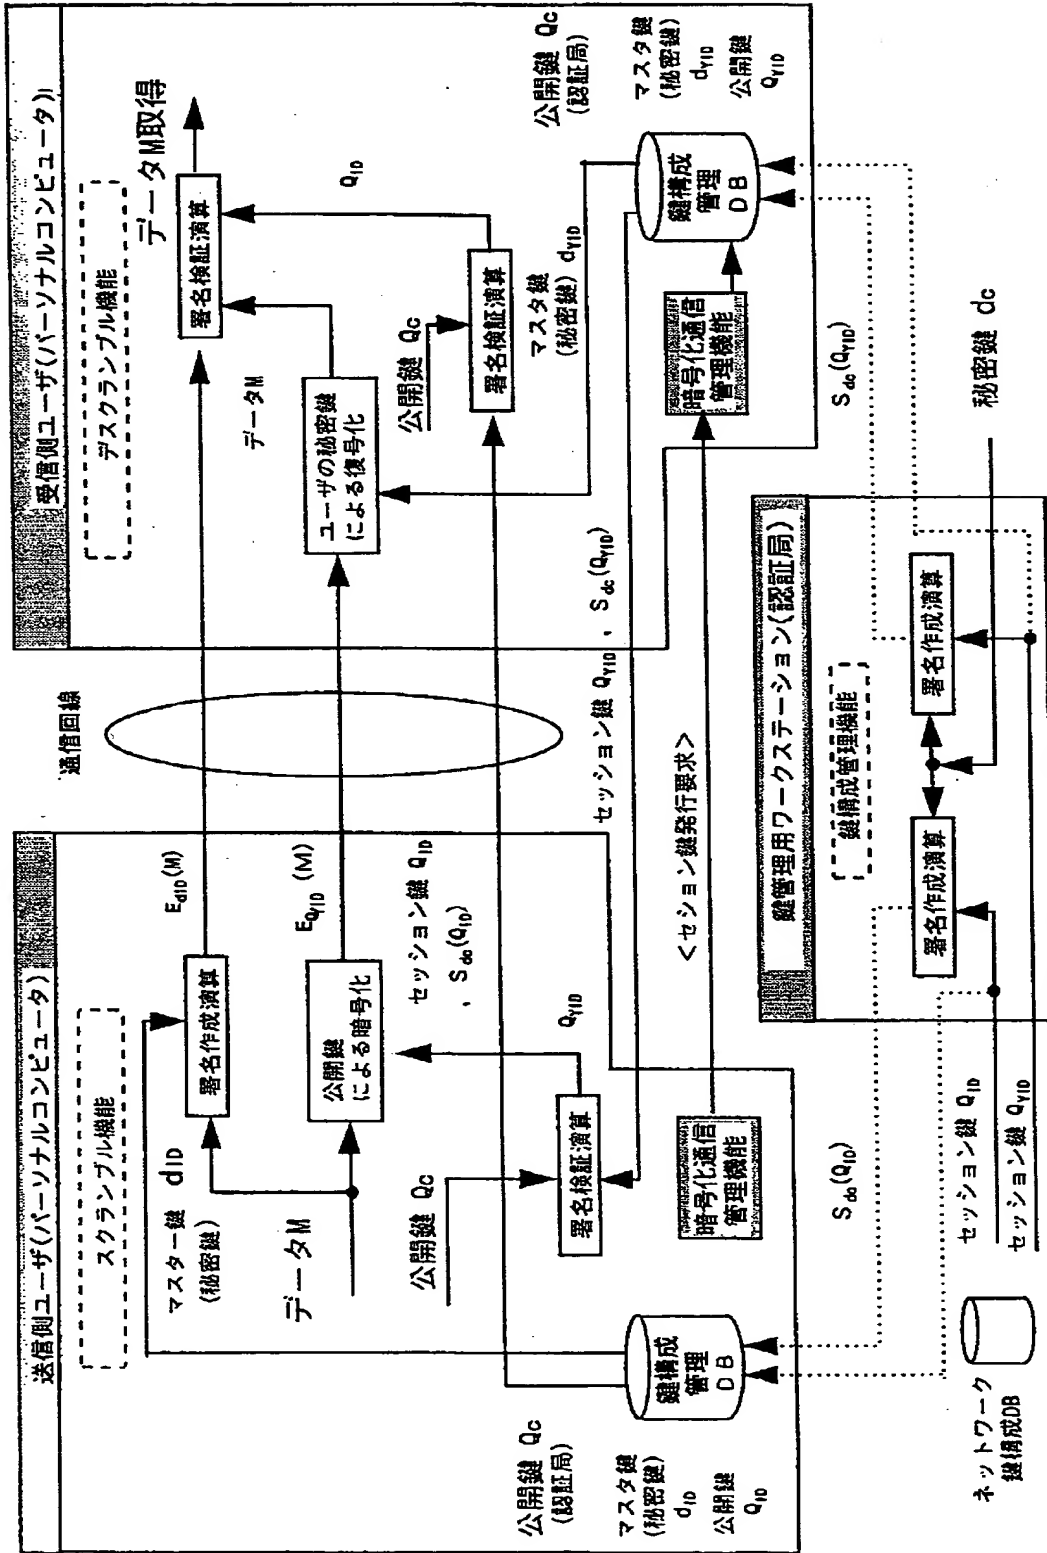 送信側ユーザ(パーソナルコンピュータ)
スクランブル機能
マスター鍵 dID
(秘密鍵)
署名作成演算
EdID(M)
データM
公開鍵
による暗号化
EQYID (M)
公開鍵 Qc
セッション鍵 QID
, Sdc(QID)
QYID
署名検証演算
暗号化通信
管理機能
鍵構成
管理
DB
公開鍵 Qc
(認証局)
マスタ鍵
(秘密鍵)
dID
公開鍵
QID
通信回線
セッション鍵 QYID , Sdc(QYID)
<セション鍵発行要求>
受信側ユーザ(パーソナルコンピュータ)
デスクランブル機能
データM取得
署名検証演算
QID
データM
ユーザの秘密鍵
による復号化
公開鍵 Qc
署名検証演算
マスタ鍵
(秘密鍵) dYID
暗号化通信
管理機能
鍵構成
管理
DB
公開鍵 Qc
(認証局)
マスタ鍵
(秘密鍵)
dYID
公開鍵
QYID
鍵管理用ワークステーション(認証局)
鍵構成管理機能
署名作成演算
署名作成演算
Sdc(QID)
Sdc(QYID)
秘密鍵 dc
セッション鍵 QID
セッション鍵 QYID
ネットワーク
鍵構成DB